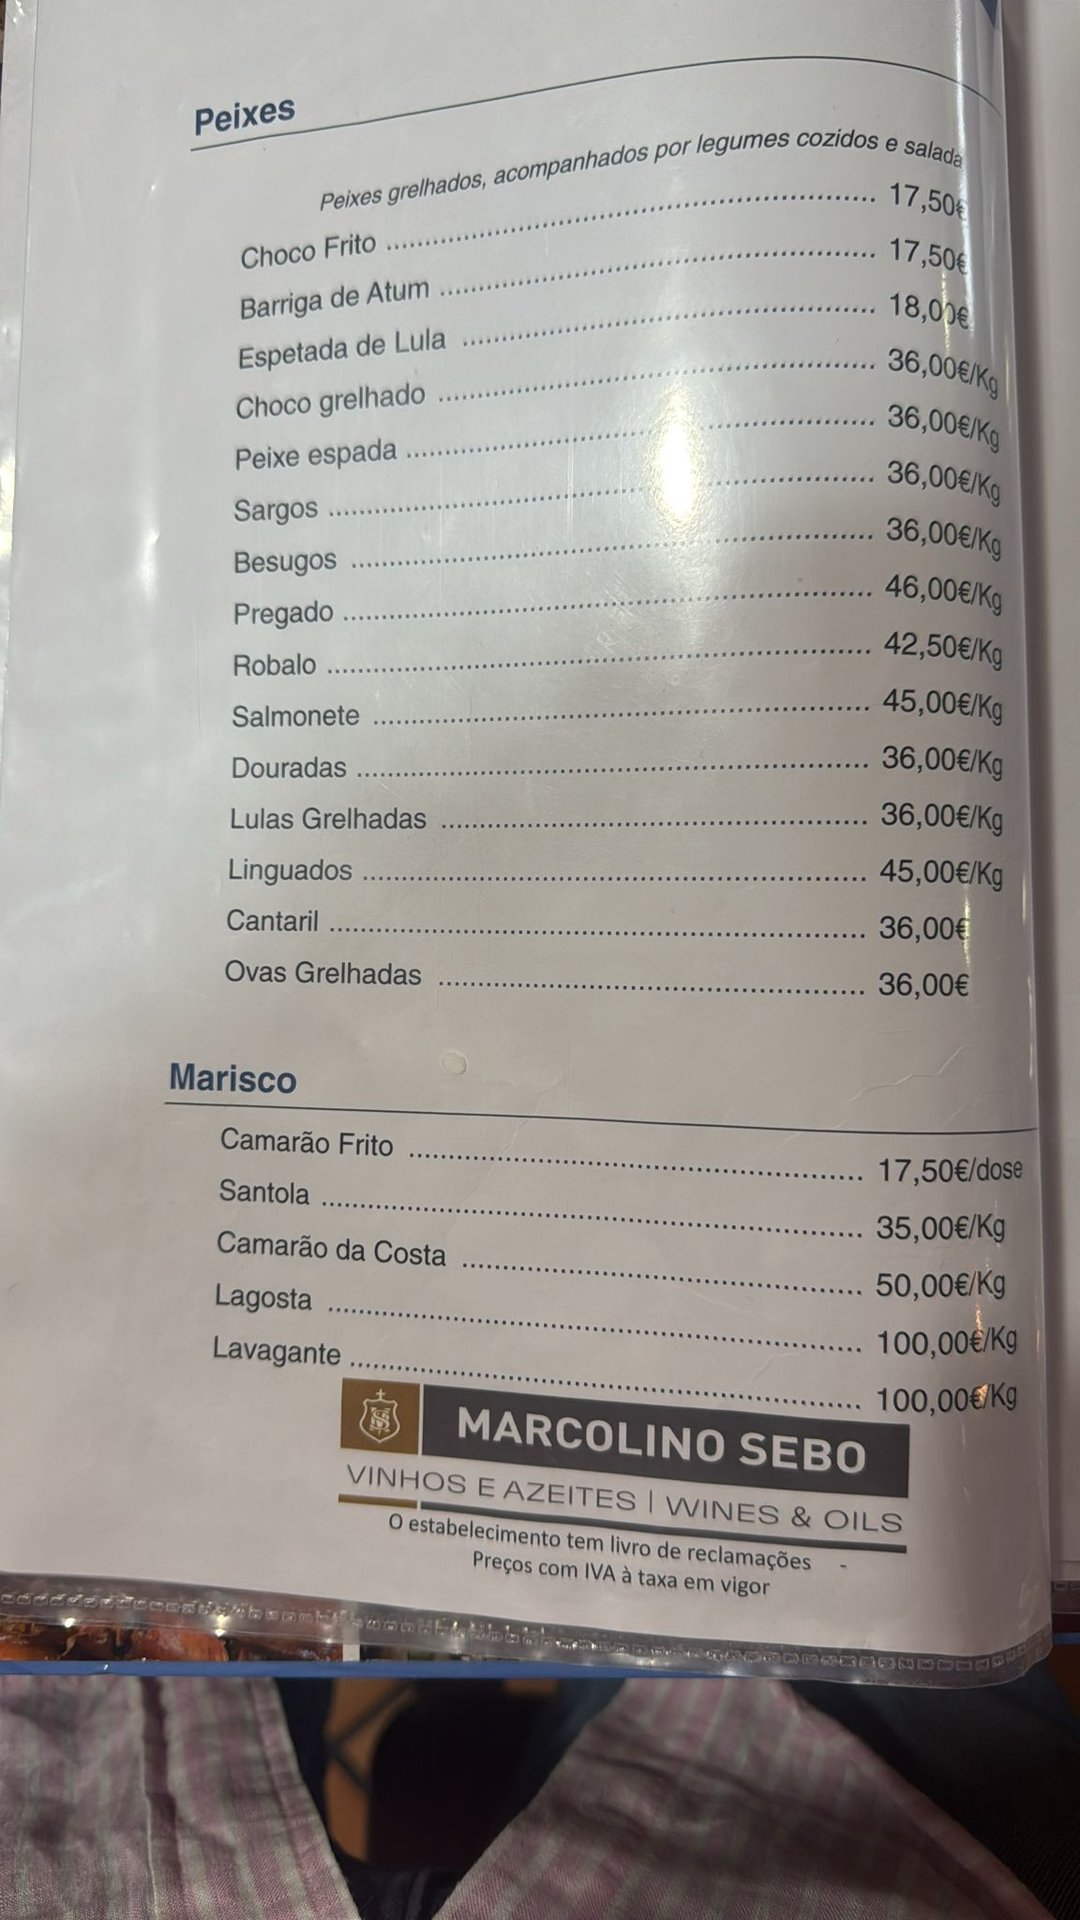 Peixes
Peixes grelhados, acompanhados por legumes cozidos e salada
Choco Frito ........ 17,50€
Barriga de Atum ........ 17,50€
Espetada de Lula ........ 18,00€
Choco grelhado ........ 36,00€/Kg
Peixe espada ........ 36,00€/Kg
Sargos ........ 36,00€/Kg
Besugos ........ 36,00€/Kg
Pregado ........ 46,00€/Kg
Robalo ........ 42,50€/Kg
Salmonete ........ 45,00€/Kg
Douradas ........ 36,00€/Kg
Lulas Grelhadas ........ 36,00€/Kg
Linguados ........ 45,00€/Kg
Cantaril ........ 36,00€
Ovas Grelhadas ........ 36,00€
Marisco
Camarão Frito ........ 17,50€/dose
Santola ........ 35,00€/Kg
Camarão da Costa ........ 50,00€/Kg
Lagosta ........ 100,00€/Kg
Lavagante ........ 100,00€/Kg
MARCOLINO SEBO
VINHOS E AZEITES | WINES & OILS
O estabelecimento tem livro de reclamações -
Preços com IVA à taxa em vigor